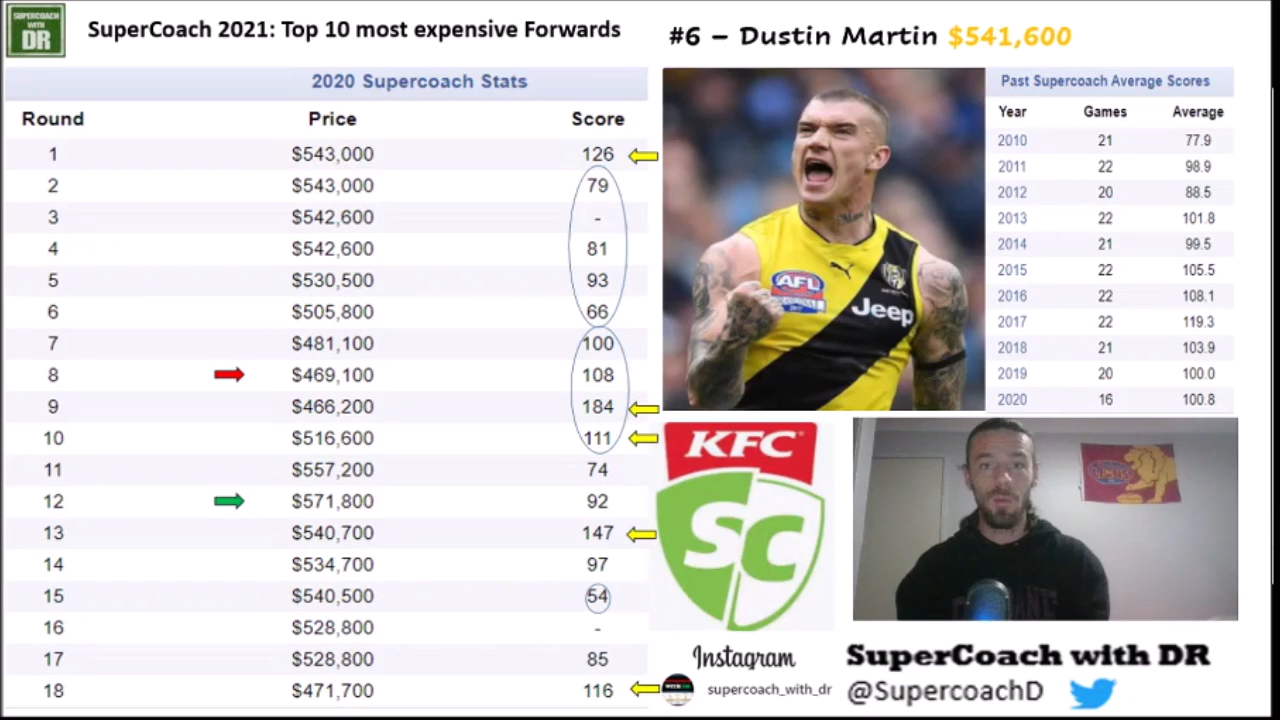 SUPERCOACH
WITH
DR
SuperCoach 2021: Top 10 most expensive Forwards
#6 – Dustin Martin $541,600
2020 Supercoach Stats
Round Price Score
1 $543,000 126
2 $543,000 79
3 $542,600 -
4 $542,600 81
5 $530,500 93
6 $505,800 66
7 $481,100 100
8 $469,100 108
9 $466,200 184
10 $516,600 111
11 $557,200 74
12 $571,800 92
13 $540,700 147
14 $534,700 97
15 $540,500 54
16 $528,800 -
17 $528,800 85
18 $471,700 116
AFL
Jeep
Past Supercoach Average Scores
Year Games Average
2010 21 77.9
2011 22 98.9
2012 20 88.5
2013 22 101.8
2014 21 99.5
2015 22 105.5
2016 22 108.1
2017 22 119.3
2018 21 103.9
2019 20 100.0
2020 16 100.8
KFC
SC
Instagram
supercoach_with_dr
SuperCoach with DR
@SupercoachD